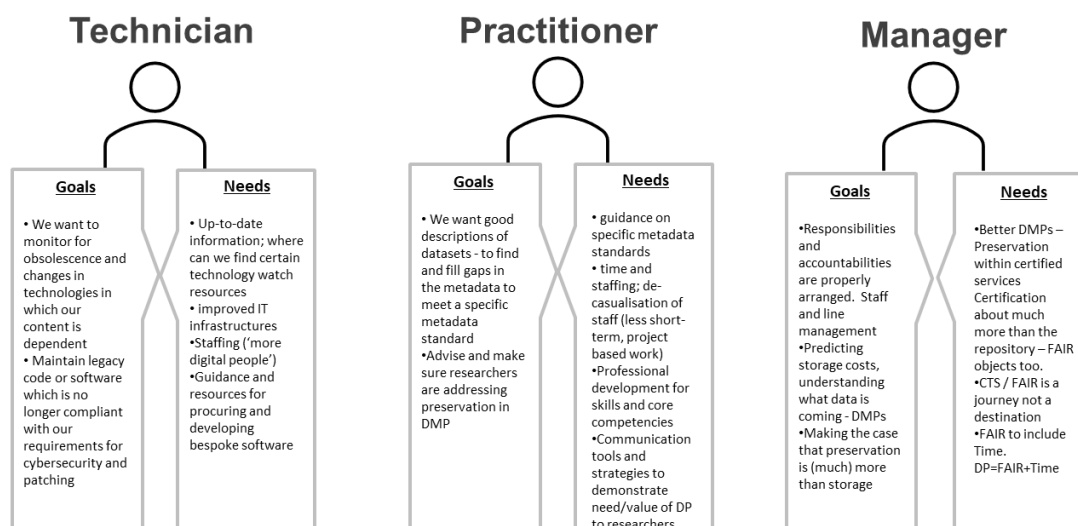 Technician
Goals
• We want to
monitor for
obsolescence and
changes in
technologies in
which our
content is
dependent
• Maintain legacy
code or software
which is no
longer compliant
with our
requirements for
cybersecurity and
patching
Needs
• Up-to-date
information; where
can we find certain
technology watch
resources
• improved IT
infrastructures
•Staffing (‘more
digital people’)
•Guidance and
resources for
procuring and
developing
bespoke software
Practitioner
Goals
• We want good
descriptions of
datasets - to find
and fill gaps in
the metadata to
meet a specific
metadata
standard
•Advise and make
sure researchers
are addressing
preservation in
DMP
Needs
• guidance on
specific metadata
standards
• time and
staffing; de-
casualisation of
staff (less short-
term, project
based work)
•Professional
development for
skills and core
competencies
•Communication
tools and
strategies to
demonstrate
need/value of DP
to researchers
Manager
Goals
•Responsibilities
and
accountabilities
are properly
arranged. Staff
and line
management
•Predicting
storage costs,
understanding
what data is
coming - DMPs
•Making the case
that preservation
is (much) more
than storage
Needs
•Better DMPs –
Preservation
within certified
services
Certification
about much
more than the
repository – FAIR
objects too.
•CTS / FAIR is a
journey not a
destination
•FAIR to include
Time.
DP=FAIR+Time